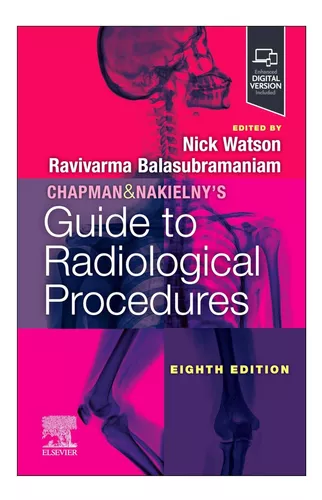 Enhanced
DIGITAL
VERSION
Included
EDITED BY
Nick Watson
Ravivarma Balasubramaniam
CHAPMAN&NAKIELNY'S
Guide to
Radiological
Procedures
EIGHTH EDITION
ELSEVIER